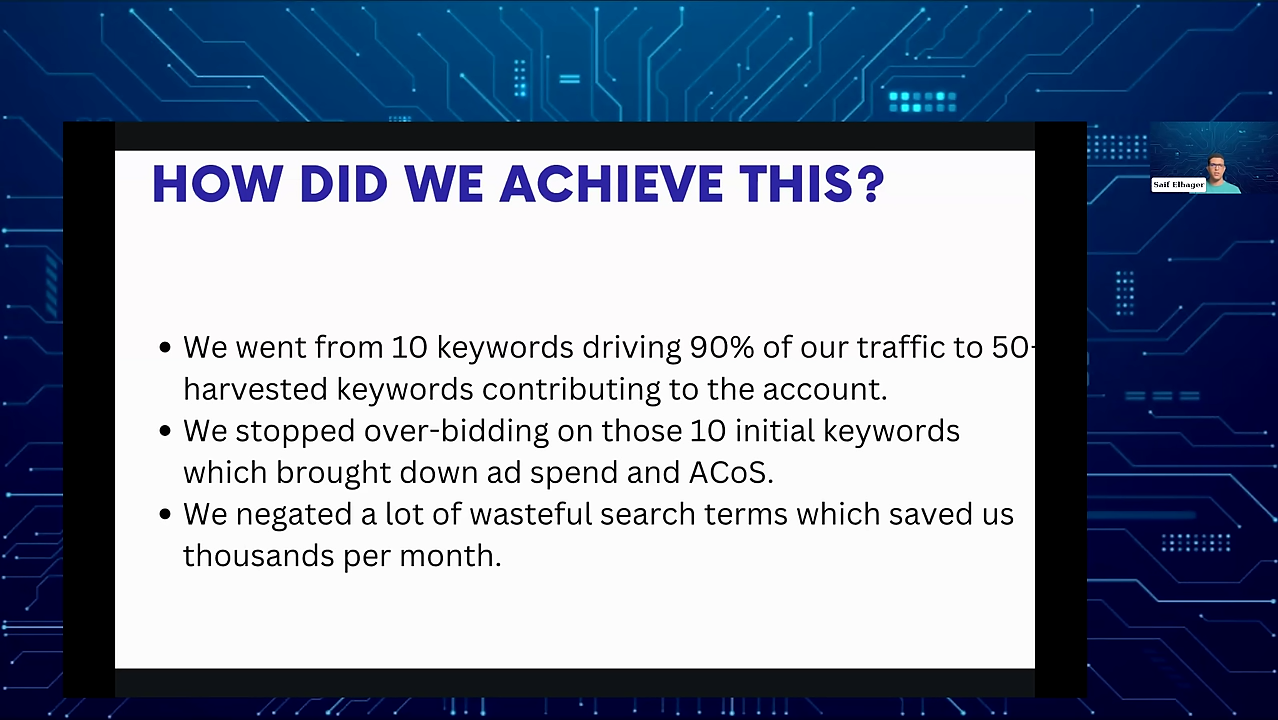 HOW DID WE ACHIEVE THIS?
• We went from 10 keywords driving 90% of our traffic to 50
harvested keywords contributing to the account.
• We stopped over-bidding on those 10 initial keywords
which brought down ad spend and ACoS.
• We negated a lot of wasteful search terms which saved us
thousands per month.
Saif Elhager